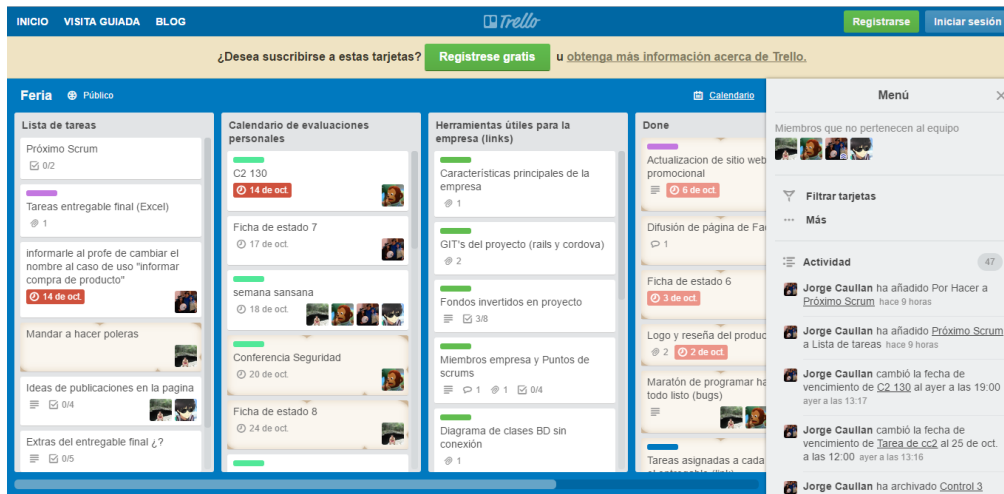 INICIO VISITA GUIADA BLOG Trello Registrarse Iniciar sesión
¿Desea suscribirse a estas tarjetas? Registrese gratis u obtenga más información acerca de Trello.
Feria Público Calendario
Lista de tareas
Próximo Scrum
0/2
Tareas entregable final (Excel)
1
informarle al profe de cambiar el
nombre al caso de uso "informar
compra de producto"
14 de oct.
Mandar a hacer poleras
Ideas de publicaciones en la pagina
0/4
Extras del entregable final ¿?
0/5
Calendario de evaluaciones
personales
C2 130
14 de oct.
Ficha de estado 7
17 de oct.
semana sansana
18 de oct.
Conferencia Seguridad
20 de oct.
Ficha de estado 8
24 de oct.
Herramientas útiles para la
empresa (links)
Características principales de la
empresa
1
GIT's del proyecto (rails y cordova)
2
Fondos invertidos en proyecto
3/8
Miembros empresa y Puntos de
scrums
1 1 0/4
Diagrama de clases BD sin
conexión
1
Done
Actualizacion de sitio web
promocional
6 de oct.
Difusión de página de Fa
1
Ficha de estado 6
3 de oct.
Logo y reseña del produc
2 2 de oct.
Maratón de programar ha
todo listo (bugs)
Tareas asignadas a cada
Menú
Miembros que no pertenecen al equipo
Filtrar tarjetas
Más
Actividad 47
Jorge Caullan ha añadido Por Hacer a
Próximo Scrum hace 9 horas
Jorge Caullan ha añadido Próximo Scrum
a Lista de tareas hace 9 horas
Jorge Caullan cambió la fecha de
vencimiento de C2 130 al ayer a las 19:00
ayer a las 13:17
Jorge Caullan cambió la fecha de
vencimiento de Tarea de cc2 al 25 de oct.
a las 12:00 ayer a las 13:16
Jorge Caullan ha archivado Control 3